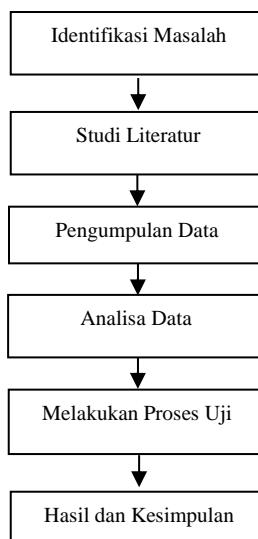 Identifikasi Masalah
Studi Literatur
Pengumpulan Data
Analisa Data
Melakukan Proses Uji
Hasil dan Kesimpulan